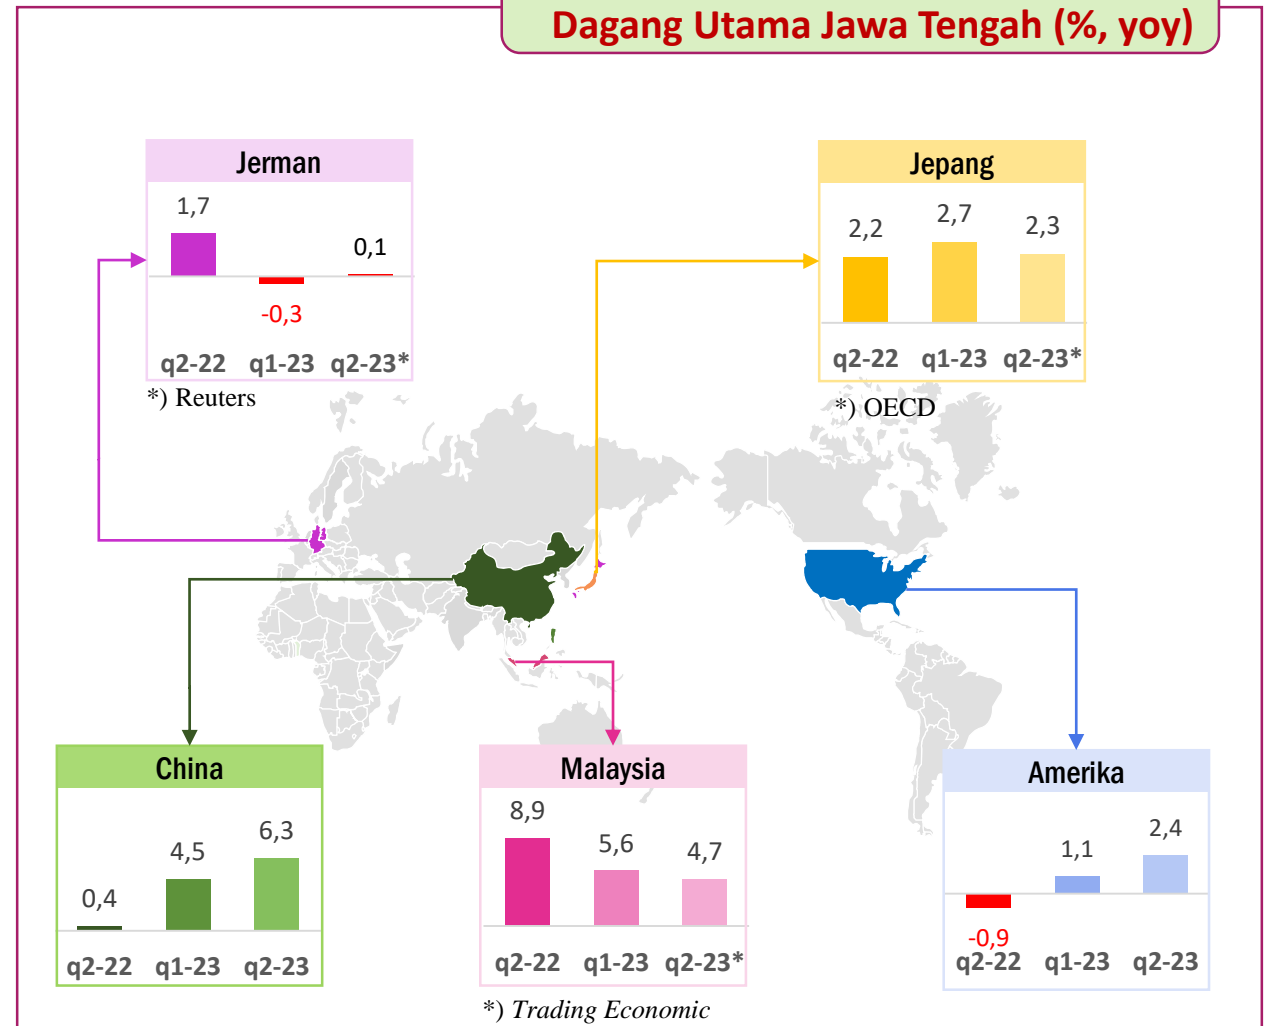 Dagang Utama Jawa Tengah (%, yoy)
Jerman
1,7
-0,3
0,1
q2-22 q1-23 q2-23*
*) Reuters
Jepang
2,2
2,7
2,3
q2-22 q1-23 q2-23*
*) OECD
China
0,4
4,5
6,3
q2-22 q1-23 q2-23
Malaysia
8,9
5,6
4,7
q2-22 q1-23 q2-23*
*) Trading Economic
Amerika
-0,9
1,1
2,4
q2-22 q1-23 q2-23